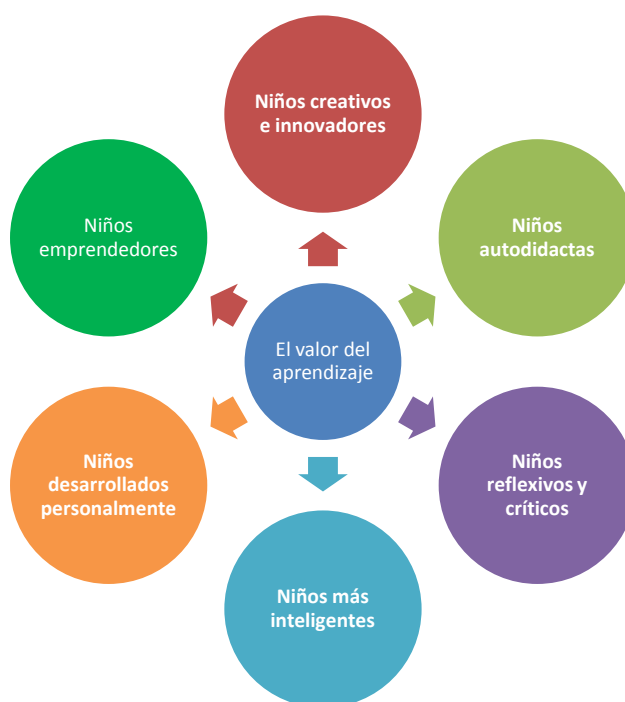 Niños creativos
e innovadores
Niños
emprendedores
Niños
autodidactas
El valor del
aprendizaje
Niños
desarrollados
personalmente
Niños
reflexivos y
críticos
Niños más
inteligentes